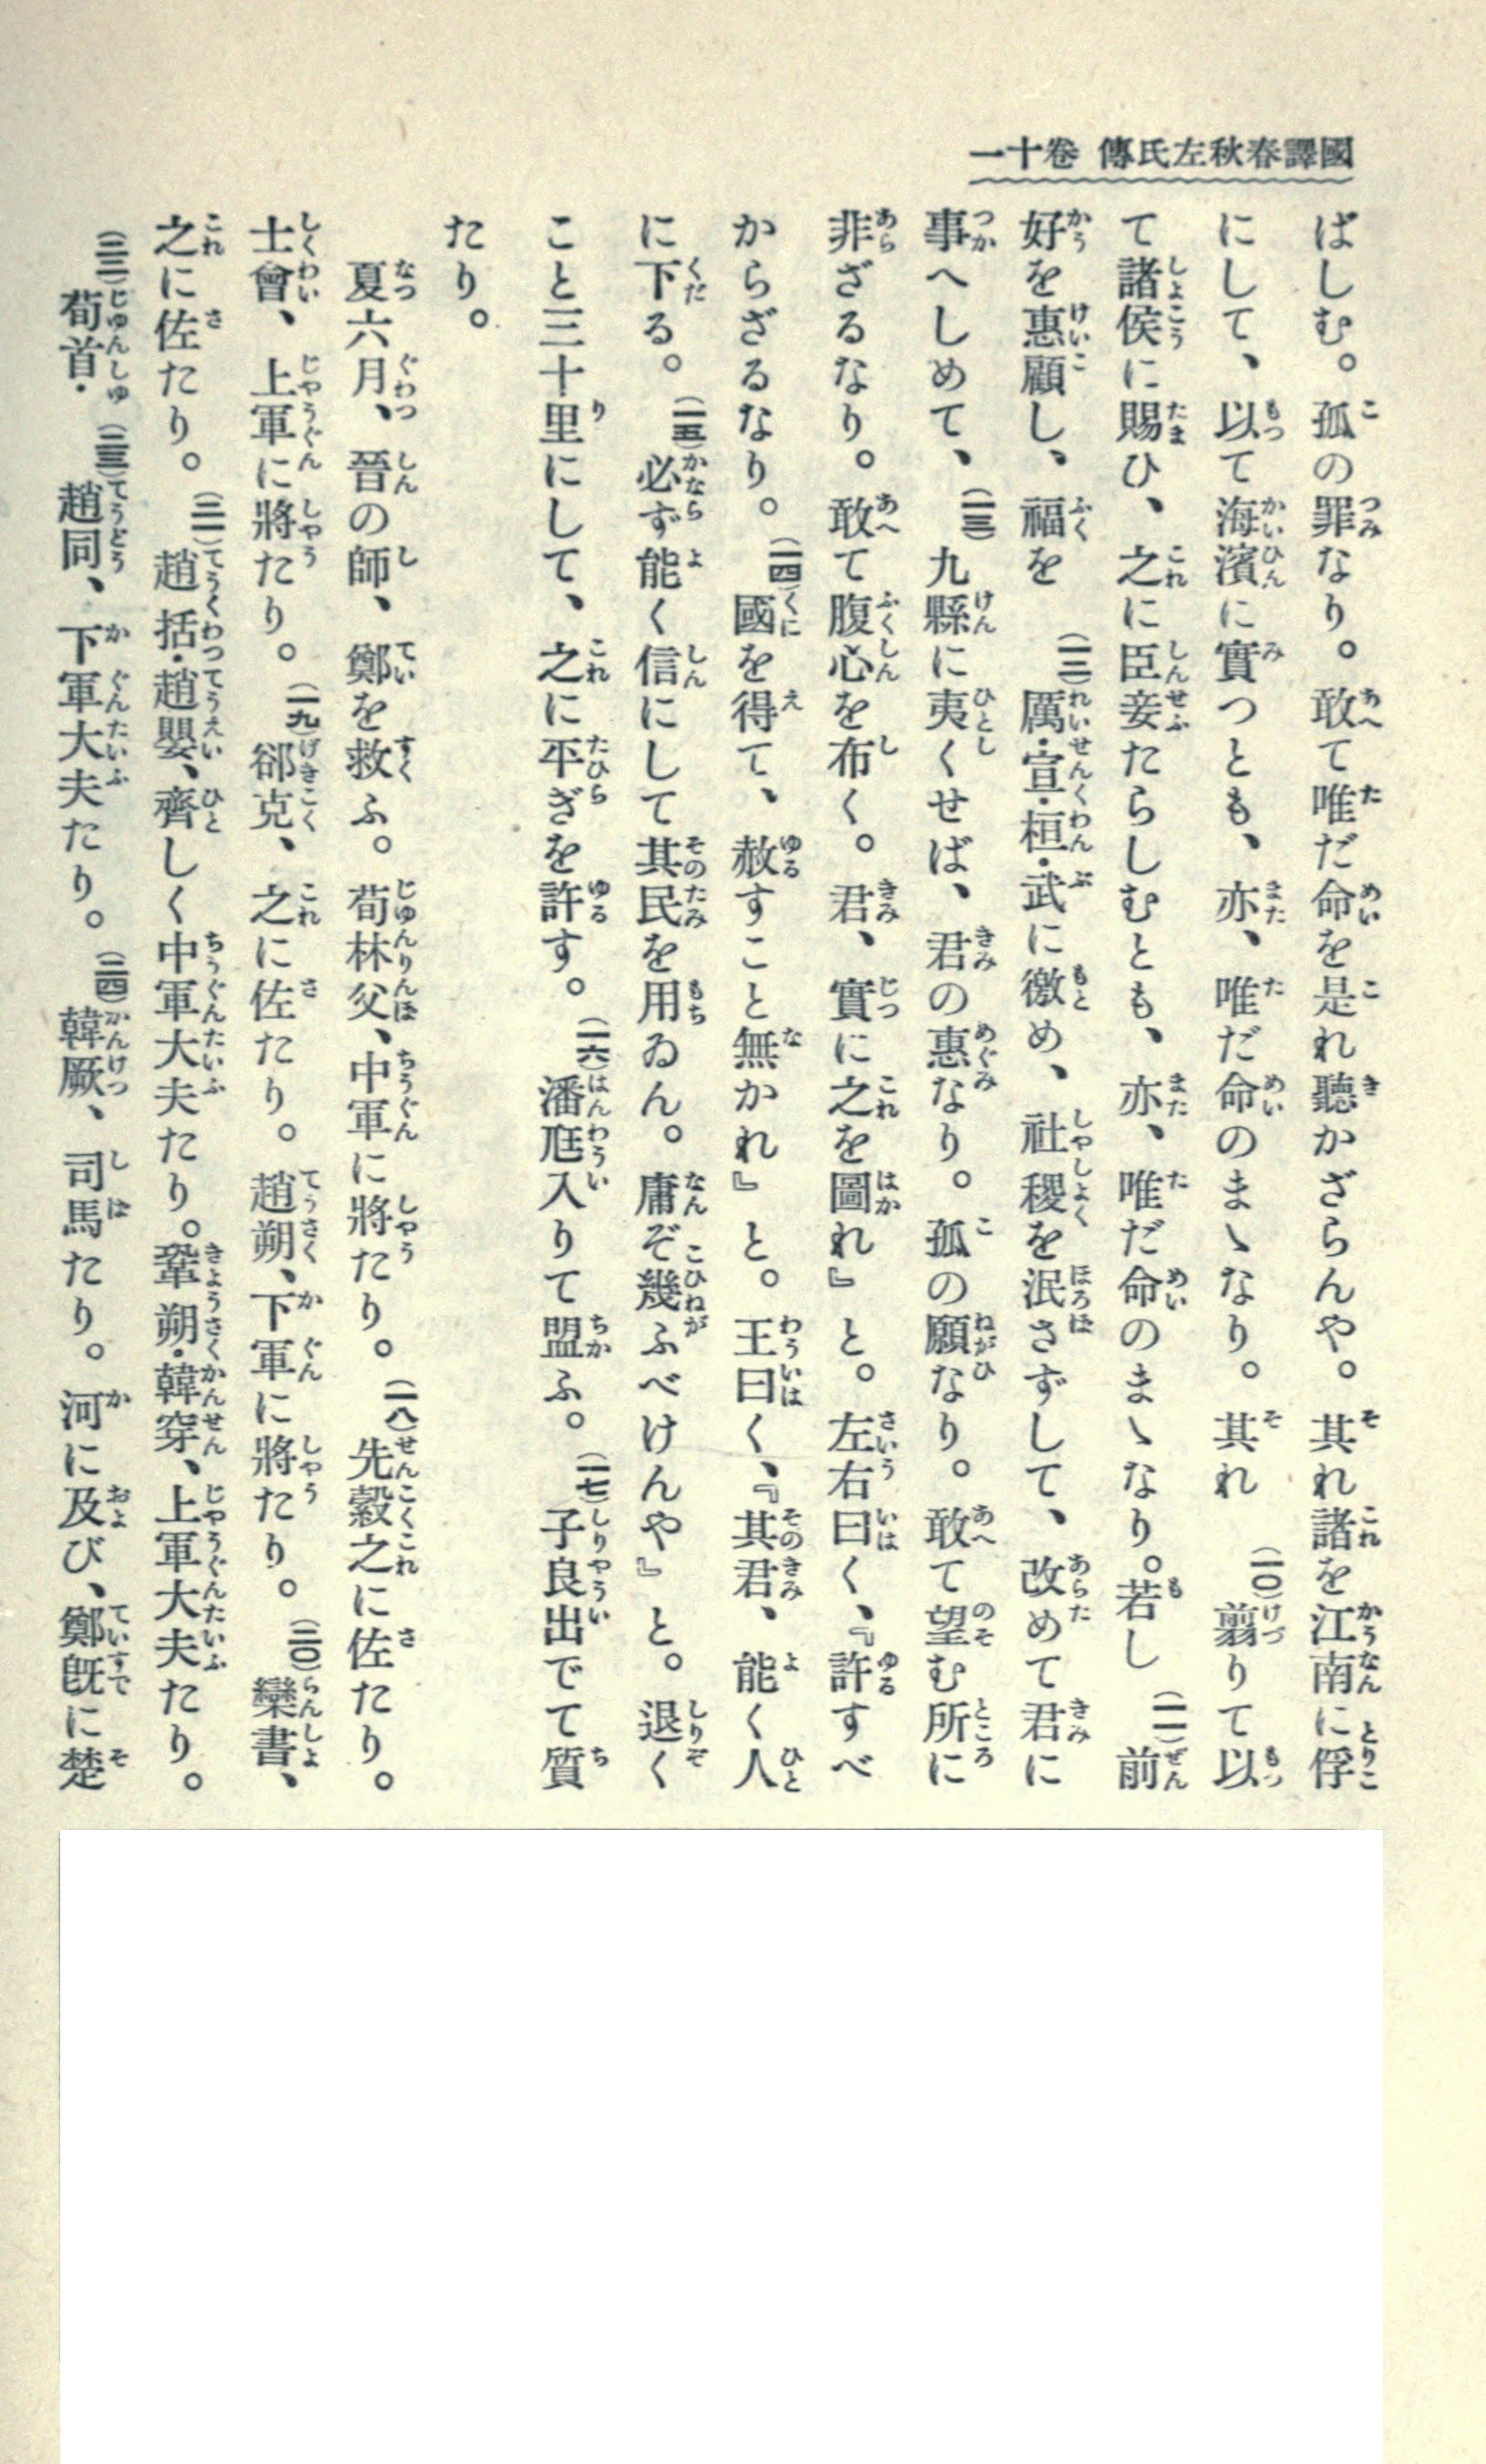 國譯春秋左氏傳 卷十一
ばしむ。孤の罪なり。敢て唯だ命を是れ聽かざらんや。其れ諸を江南に俘
にして、以て海濱に實つとも、亦、唯だ命のまゝなり。其れ(一〇)翦りて以
て諸侯に賜ひ、之に臣妾たらしむとも、亦、唯だ命のまゝなり。若し(一一)前
好を惠顧し、福を(一二)厲・宣・桓・武に徼め、社稷を泯さずして、改めて君に
事へしめて、(一三)九縣に夷くせば、君の惠なり。孤の願なり。敢て望む所に
非ざるなり。敢て腹心を布く。君、實に之を圖れ』と。左右曰く、『許すべ
からざるなり。(一四)國を得て、赦すこと無かれ』と。王曰く、『其君、能く人
に下る。(一五)必ず能く信にして其民を用ゐん。庸ぞ幾ふべけんや』と。退く
こと三十里にして、之に平ぎを許す。(一六)潘尫入りて盟ふ。(一七)子良出でて質
たり。
夏六月、晉の師、鄭を救ふ。荀林父、中軍に將たり。(一八)先縠之に佐たり。
士會、上軍に將たり。(一九)郤克、之に佐たり。趙朔、下軍に將たり。(二〇)欒書、
之に佐たり。(二一)趙括・趙嬰、齊しく中軍大夫たり。鞏朔・韓穿、上軍大夫たり。
(二二)荀首・(二三)趙同、下軍大夫たり。(二四)韓厥、司馬たり。河に及び、鄭既に楚